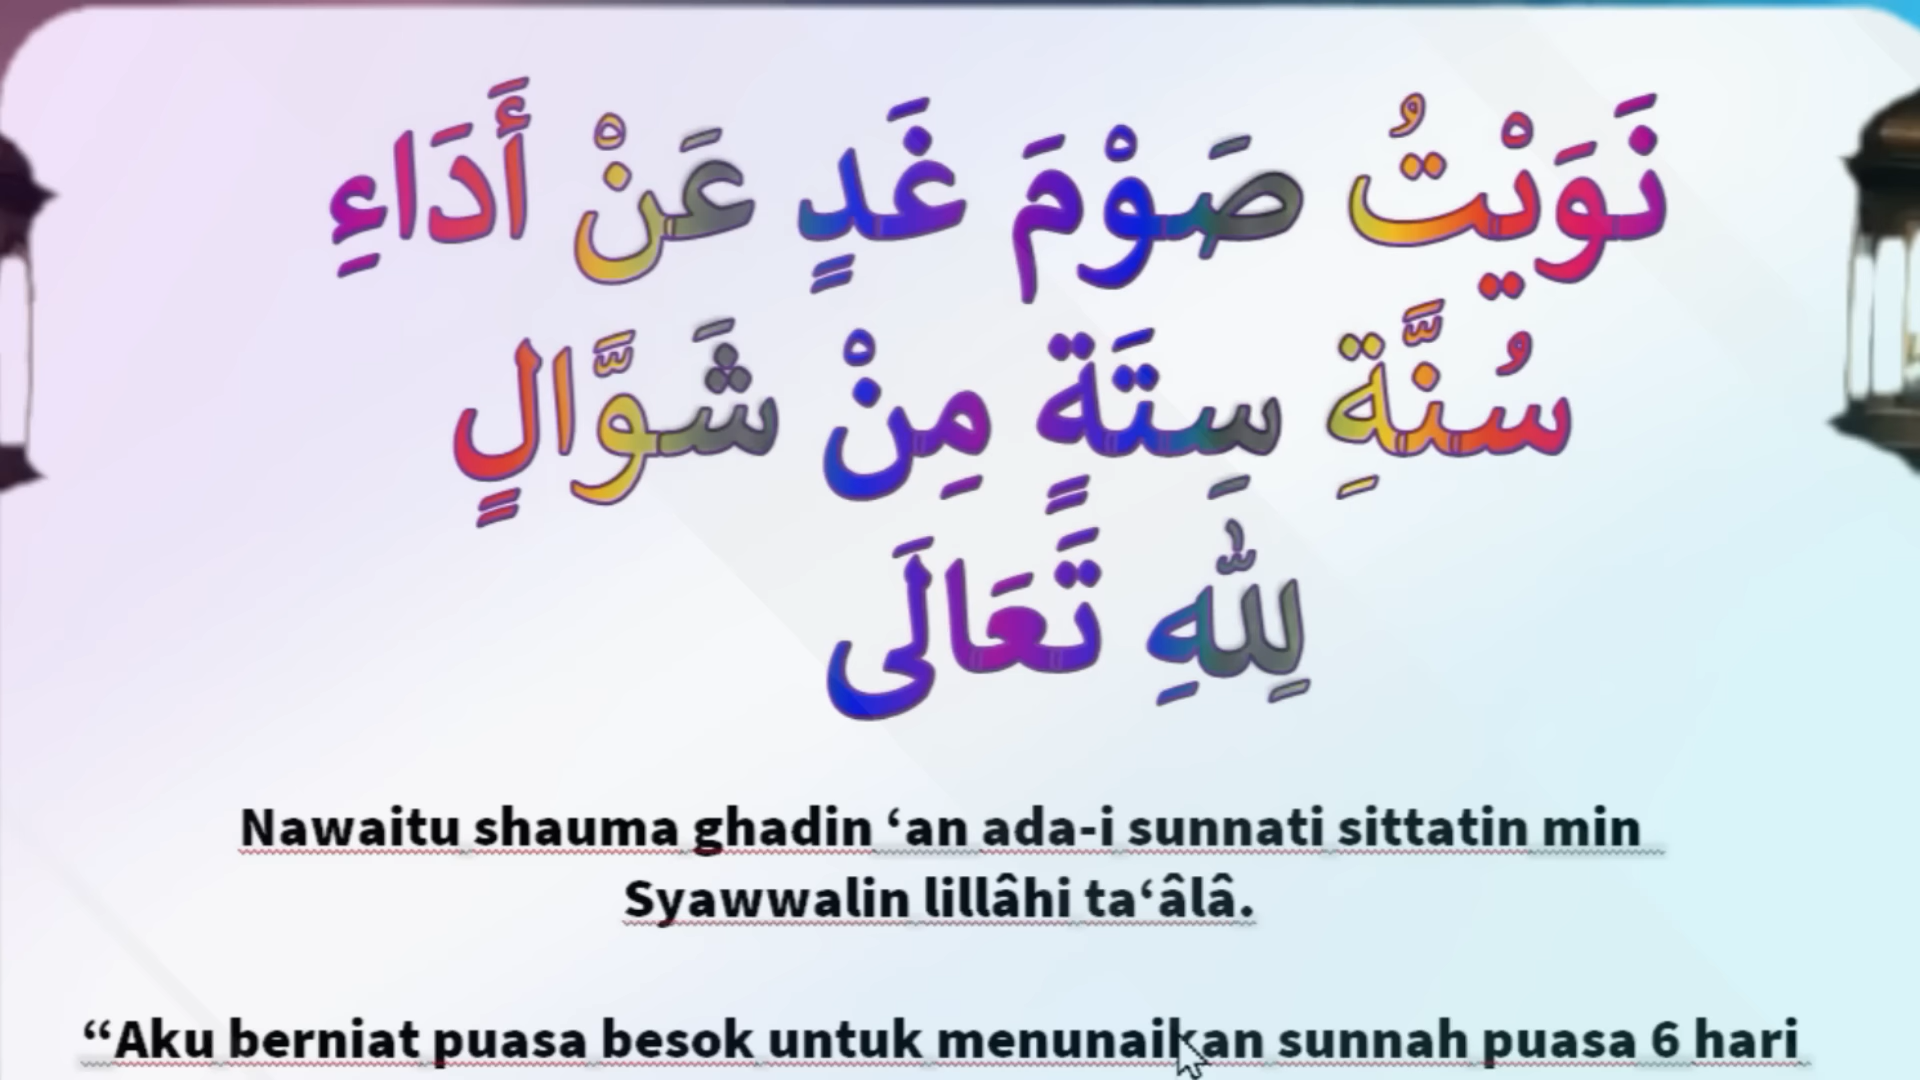 نَوَيْتُ صَوْمَ غَدٍ عَنْ أَدَاءِ
سُنَّةِ سِتَةٍ مِنْ شَوَّالٍ
لِلّٰهِ تَعَالَى
Nawaitu shauma ghadin ‘an ada-i sunnati sittatin min
Syawwalin lillâhi ta‘âlâ.
“Aku berniat puasa besok untuk menunaikan sunnah puasa 6 hari